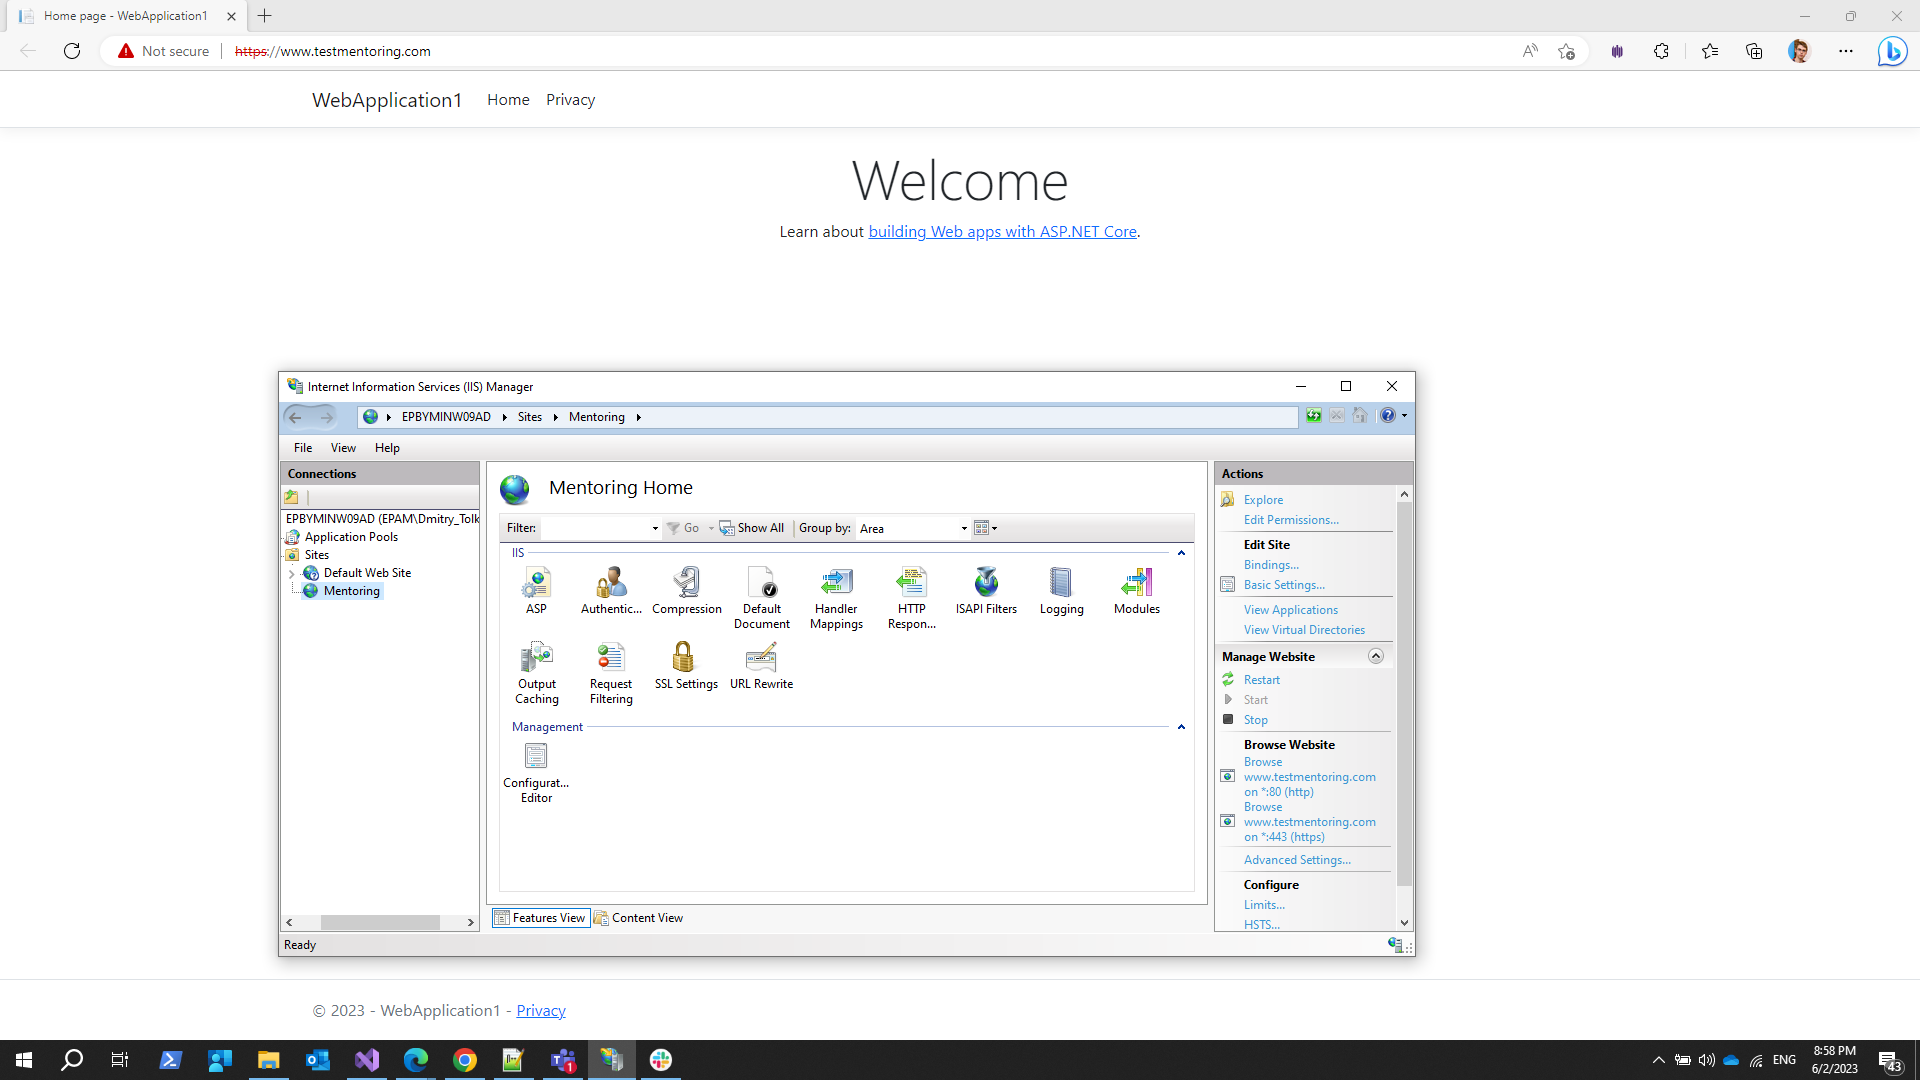 Home page - WebApplication1
Not secure
https://www.testmentoring.com
WebApplication1 Home Privacy
Welcome
Learn about building Web apps with ASP.NET Core.
Internet Information Services (IIS) Manager
EPBYMINW09AD Sites Mentoring
File View Help
Connections
EPBYMINW09AD (EPAM\Dmitry_Tolk
Application Pools
Sites
Default Web Site
Mentoring
Mentoring Home
Filter: Go Show All Group by: Area
IIS
ASP
Authentic...
Compression
Default
Document
Handler
Mappings
HTTP
Respon...
ISAPI Filters
Logging
Modules
Output
Caching
Request
Filtering
SSL Settings
URL Rewrite
Management
Configurat...
Editor
Features View Content View
Actions
Explore
Edit Permissions...
Edit Site
Bindings...
Basic Settings...
View Applications
View Virtual Directories
Manage Website
Restart
Start
Stop
Browse Website
Browse
www.testmentoring.com
on *:80 (http)
Browse
www.testmentoring.com
on *:443 (https)
Advanced Settings...
Configure
Limits...
HSTS...
Ready
© 2023 - WebApplication1 - Privacy
1
ENG
8:58 PM
6/2/2023
43